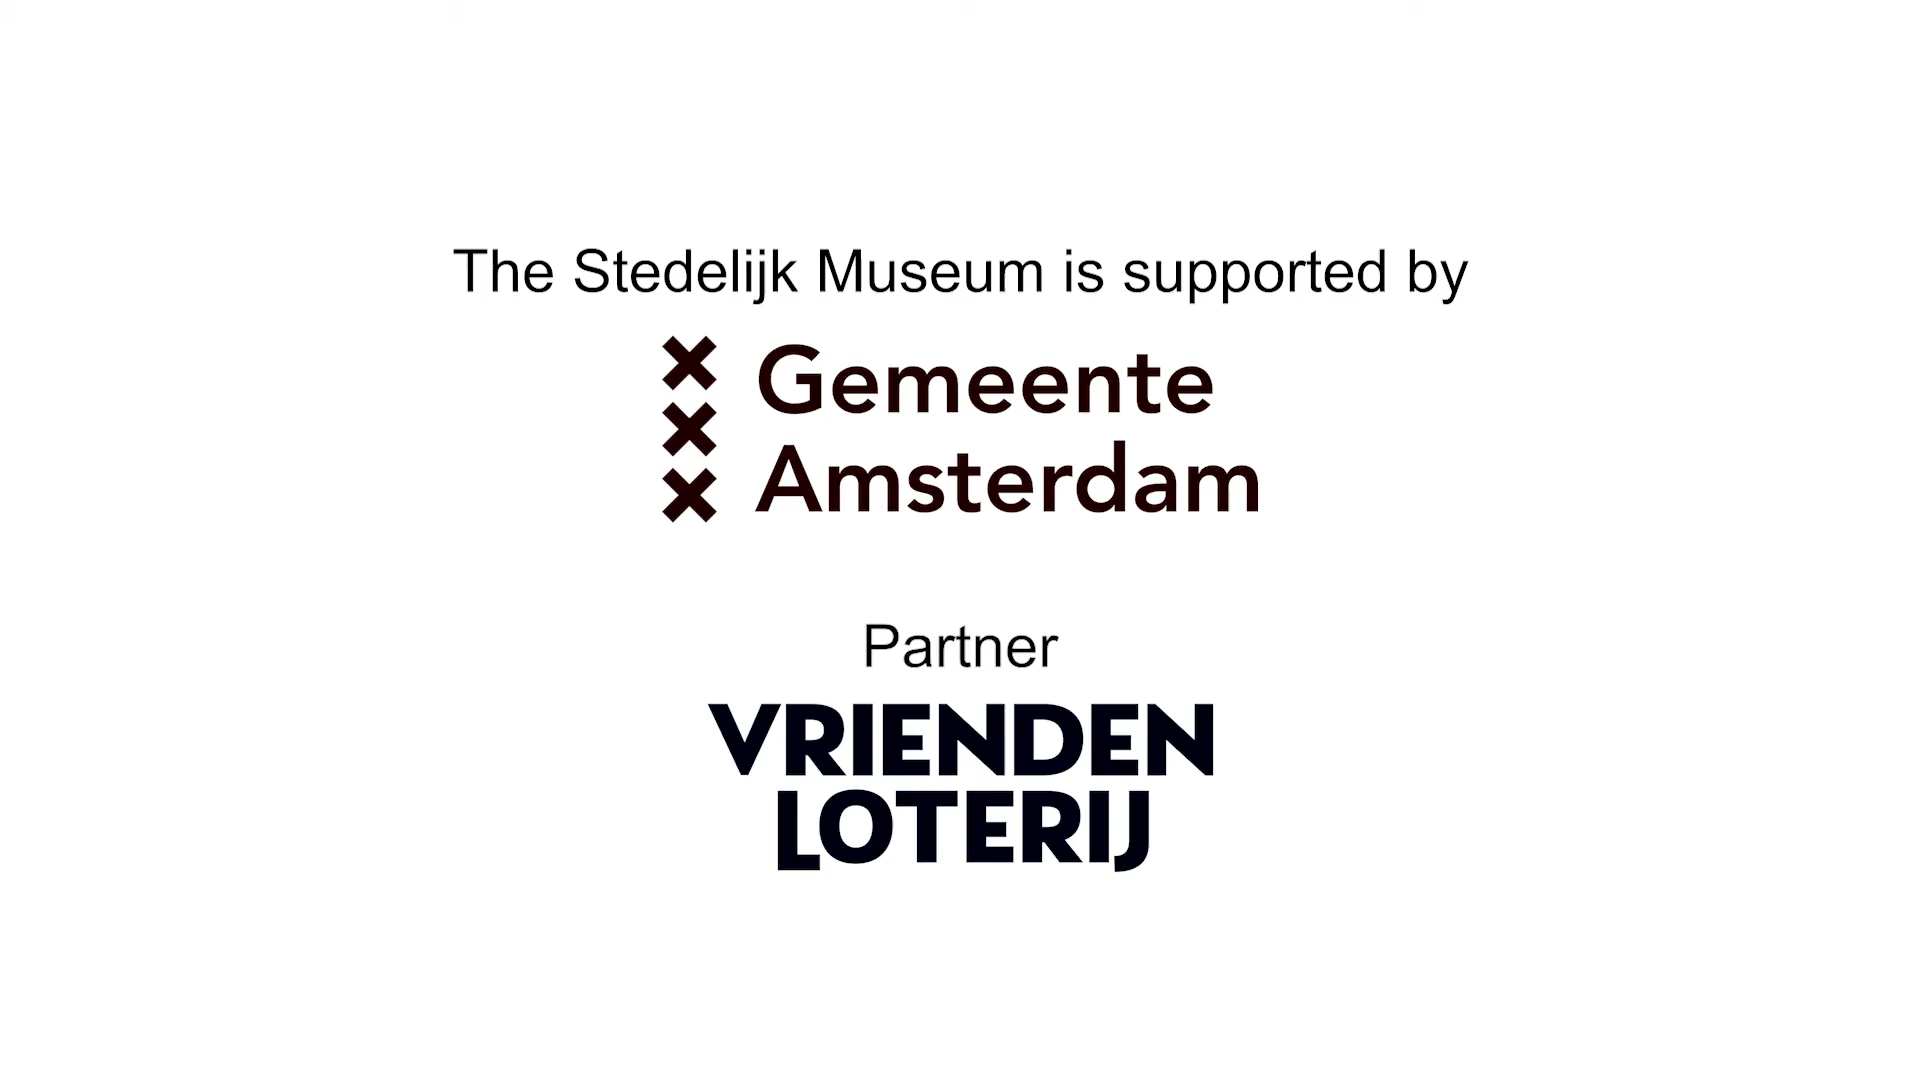 The Stedelijk Museum is supported by
Gemeente
Amsterdam
Partner
VRIENDEN
LOTERIJ